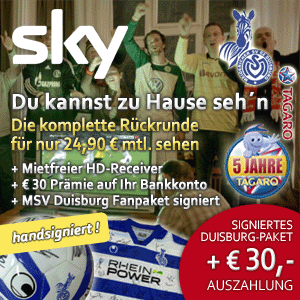 sky
TAGARO
Du kannst zu Hause seh´n
Die komplette Rückrunde
für nur 24,90 € mtl. sehen
+ Mietfreier HD-Receiver
+ € 30 Prämie auf Ihr Bankkonto
+ MSV Duisburg Fanpaket signiert
5 JAHRE
TAGARO
handsigniert !
RHEIN
POWER
SIGNIERTES
DUISBURG-PAKET
+ € 30,-
AUSZAHLUNG